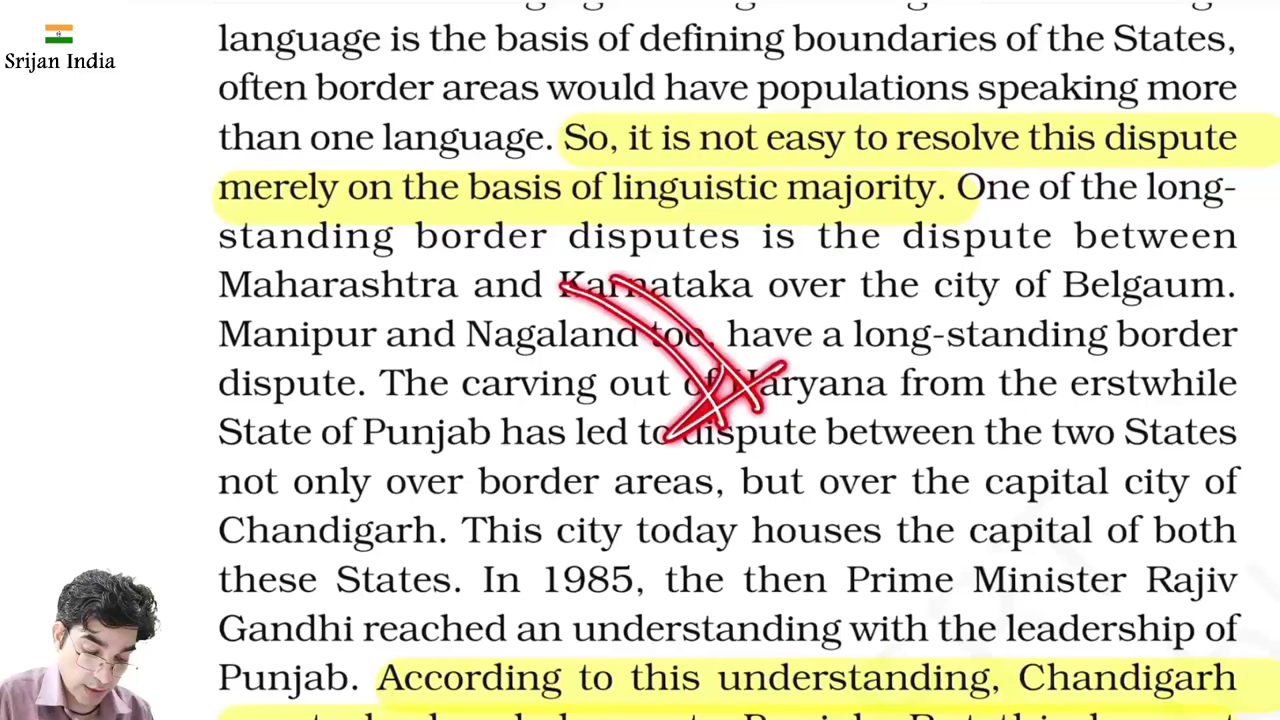 Srijan India
language is the basis of defining boundaries of the States,
often border areas would have populations speaking more
than one language. So, it is not easy to resolve this dispute
merely on the basis of linguistic majority. One of the long-
standing border disputes is the dispute between
Maharashtra and Karnataka over the city of Belgaum.
Manipur and Nagaland too, have a long-standing border
dispute. The carving out of Haryana from the erstwhile
State of Punjab has led to dispute between the two States
not only over border areas, but over the capital city of
Chandigarh. This city today houses the capital of both
these States. In 1985, the then Prime Minister Rajiv
Gandhi reached an understanding with the leadership of
Punjab. According to this understanding, Chandigarh